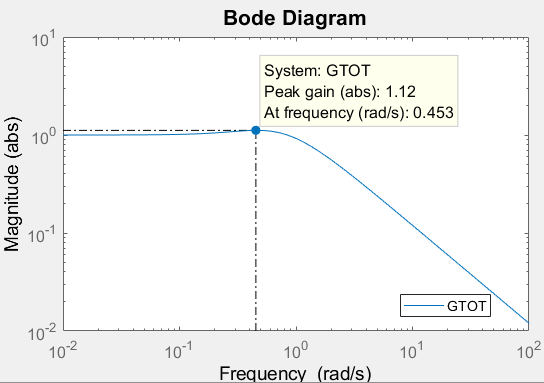 Bode Diagram
System: GTOT
Peak gain (abs): 1.12
At frequency (rad/s): 0.453
Magnitude (abs)
10^1
10^0
10^-1
10^-2
GTOT
10^-2 10^-1 10^0 10^1 10^2
Frequency (rad/s)